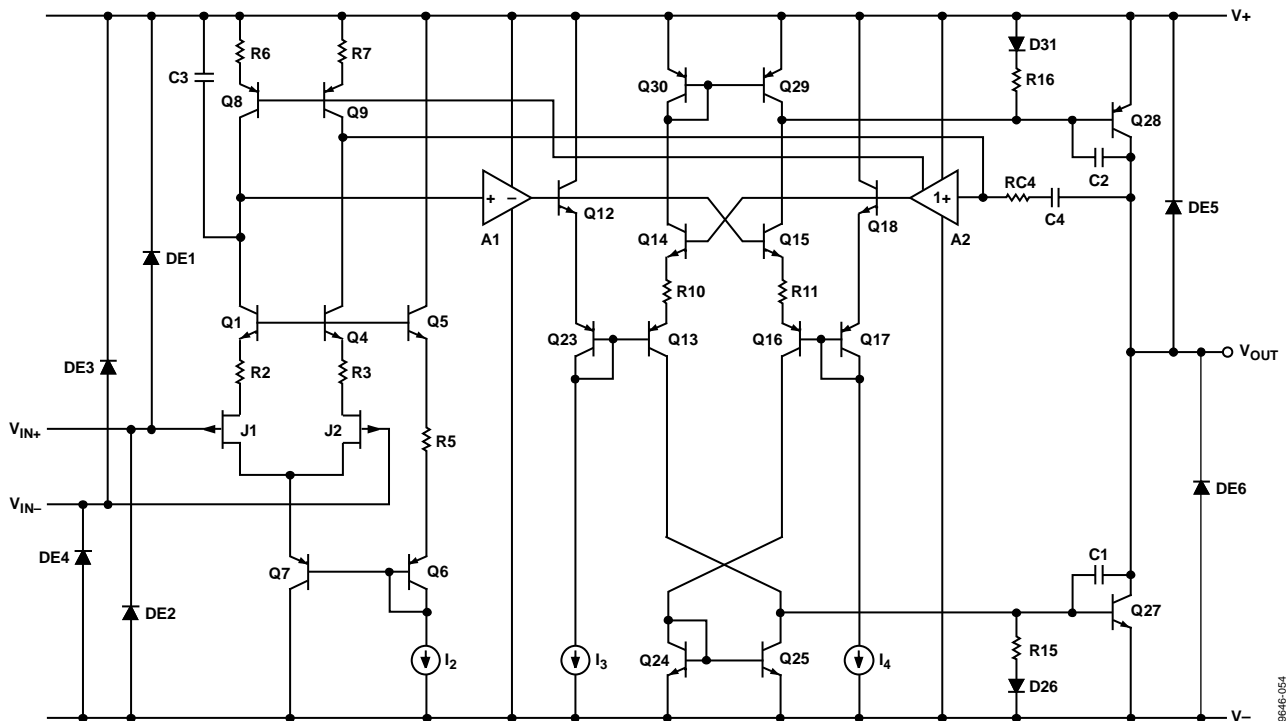 V+
R6
R7
D31
C3
Q30
Q29
R16
Q8
Q9
Q28
C2
+ −
1+
RC4
C4
Q12
A1
Q14
Q15
Q18
A2
DE5
DE1
R10
R11
Q1
Q4
Q5
Q23
Q13
Q16
Q17
VOUT
DE3
R2
R3
VIN+
J1
J2
R5
VIN–
DE6
DE4
Q7
Q6
C1
DE2
Q27
I2
I3
Q24
Q25
I4
R15
D26
V–